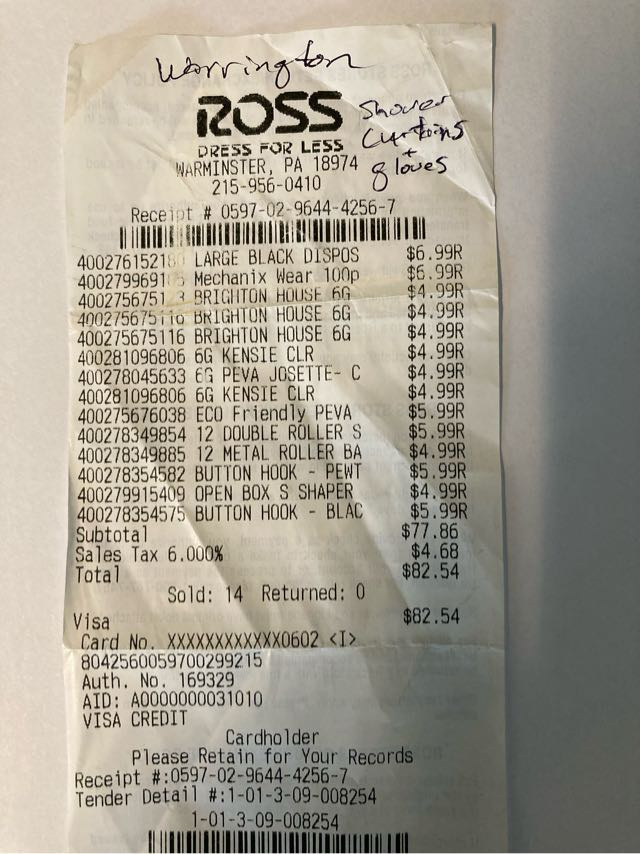 Warrington
ROSS
Shower
DRESS FOR LESS
Curtains
WARMINSTER, PA 18974
+
215-956-0410
gloves
Receipt # 0597-02-9644-4256-7
LARGE BLACK DISPOS $6.99R
Mechanix Wear 100p $6.99R
BRIGHTON HOUSE 6G $4.99R
400275675116 BRIGHTON HOUSE 6G $4.99R
400275675116 BRIGHTON HOUSE 6G $4.99R
400281096806 6G KENSIE CLR $4.99R
400278045633 6G PEVA JOSETTE- C $4.99R
400281096806 6G KENSIE CLR $4.99R
400275676038 ECO Friendly PEVA $5.99R
400278349854 12 DOUBLE ROLLER S $5.99R
400278349885 12 METAL ROLLER BA $4.99R
400278354582 BUTTON HOOK - PEWT $5.99R
400279915409 OPEN BOX S SHAPER $4.99R
400278354575 BUTTON HOOK - BLAC $5.99R
Subtotal $77.86
Sales Tax 6.000% $4.68
Total $82.54
Sold: 14 Returned: 0
Visa $82.54
Card No. XXXXXXXXXXXX0602 <I>
8042560059700299215
Auth. No. 169329
AID: A0000000031010
VISA CREDIT
Cardholder
Please Retain for Your Records
Receipt #:0597-02-9644-4256-7
Tender Detail #:1-01-3-09-008254
1-01-3-09-008254